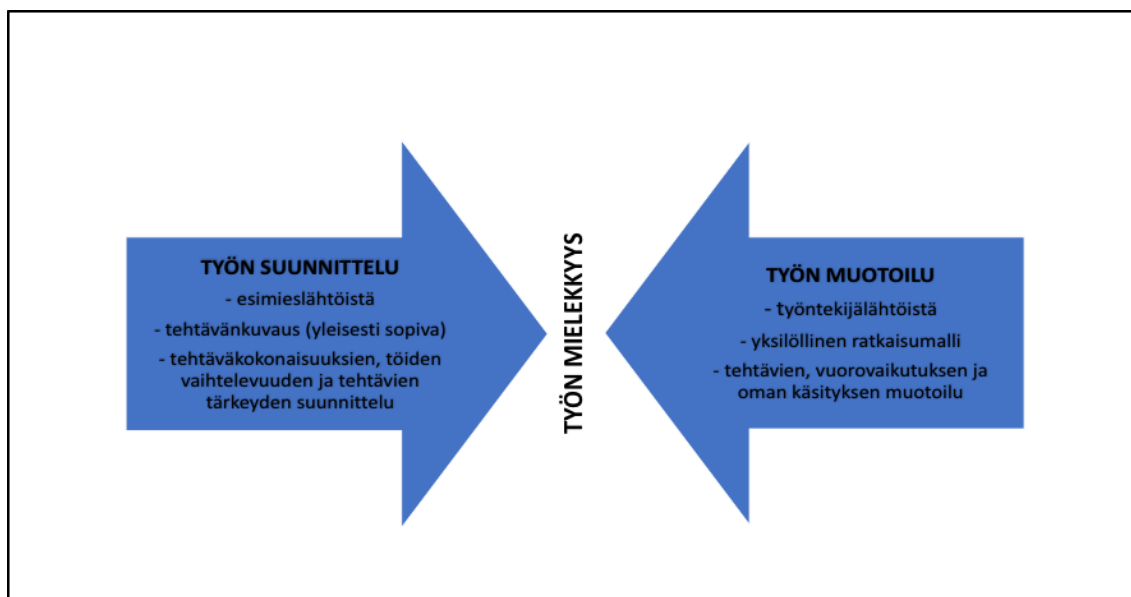 TYÖN SUUNNITTELU
- esimieslähtöistä
- tehtävänkuvaus (yleisesti sopiva)
- tehtäväkokonaisuuksien, töiden
vaihtelevuuden ja tehtävien
tärkeyden suunnittelu
TYÖN MIELEKKYYS
TYÖN MUOTOILU
- työntekijälähtöistä
- yksilöllinen ratkaisumalli
- tehtävien, vuorovaikutuksen ja
oman käsityksen muotoilu